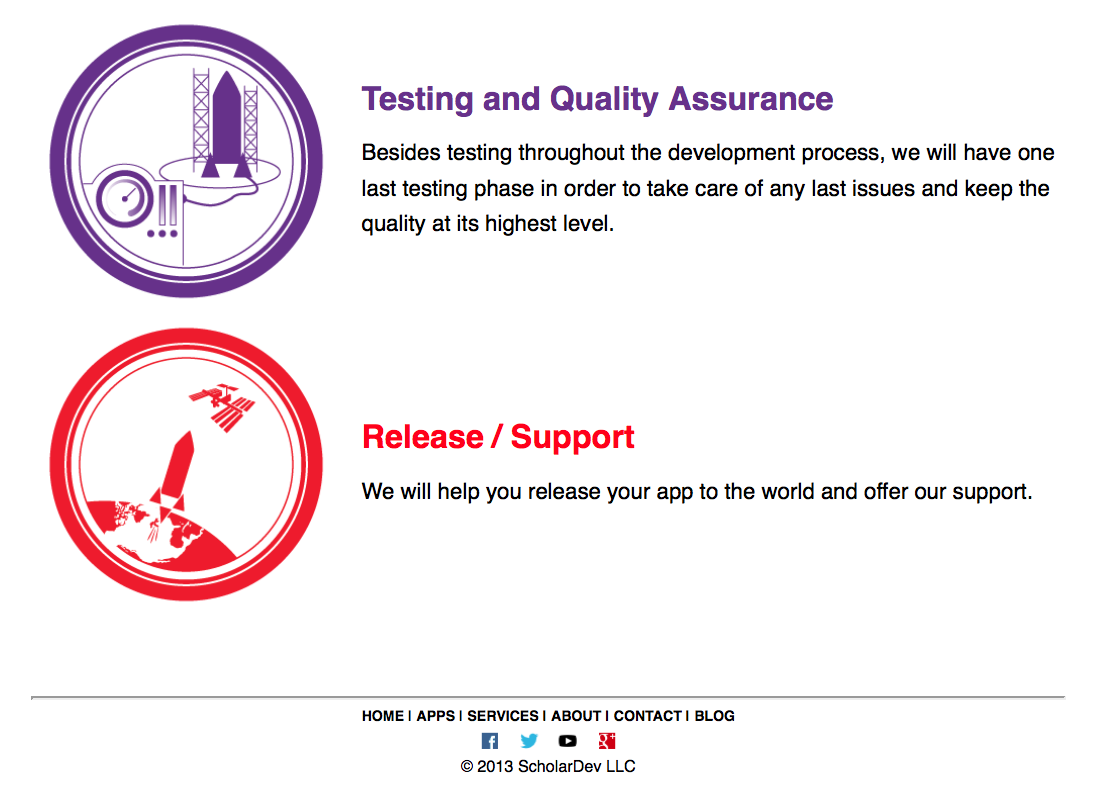 Testing and Quality Assurance
Besides testing throughout the development process, we will have one
last testing phase in order to take care of any last issues and keep the
quality at its highest level.
Release / Support
We will help you release your app to the world and offer our support.
HOME | APPS | SERVICES | ABOUT | CONTACT | BLOG
© 2013 ScholarDev LLC